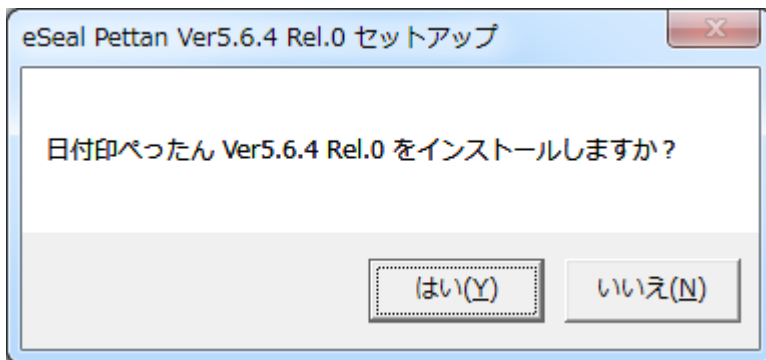 eSeal Pettan Ver5.6.4 Rel.0 セットアップ
日付印ぺったん Ver5.6.4 Rel.0 をインストールしますか？
はい(Y)
いいえ(N)